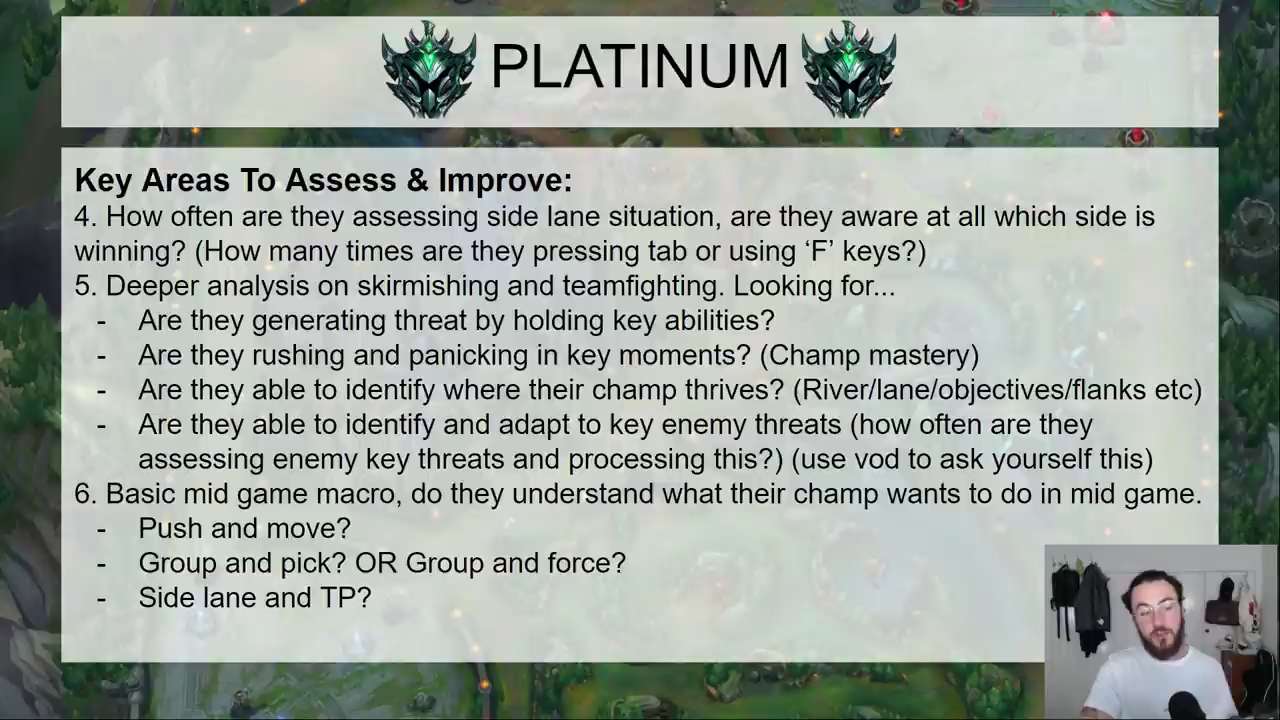 PLATINUM
Key Areas To Assess & Improve:
4. How often are they assessing side lane situation, are they aware at all which side is
winning? (How many times are they pressing tab or using ‘F’ keys?)
5. Deeper analysis on skirmishing and teamfighting. Looking for...
- Are they generating threat by holding key abilities?
- Are they rushing and panicking in key moments? (Champ mastery)
- Are they able to identify where their champ thrives? (River/lane/objectives/flanks etc)
- Are they able to identify and adapt to key enemy threats (how often are they
assessing enemy key threats and processing this?) (use vod to ask yourself this)
6. Basic mid game macro, do they understand what their champ wants to do in mid game.
- Push and move?
- Group and pick? OR Group and force?
- Side lane and TP?